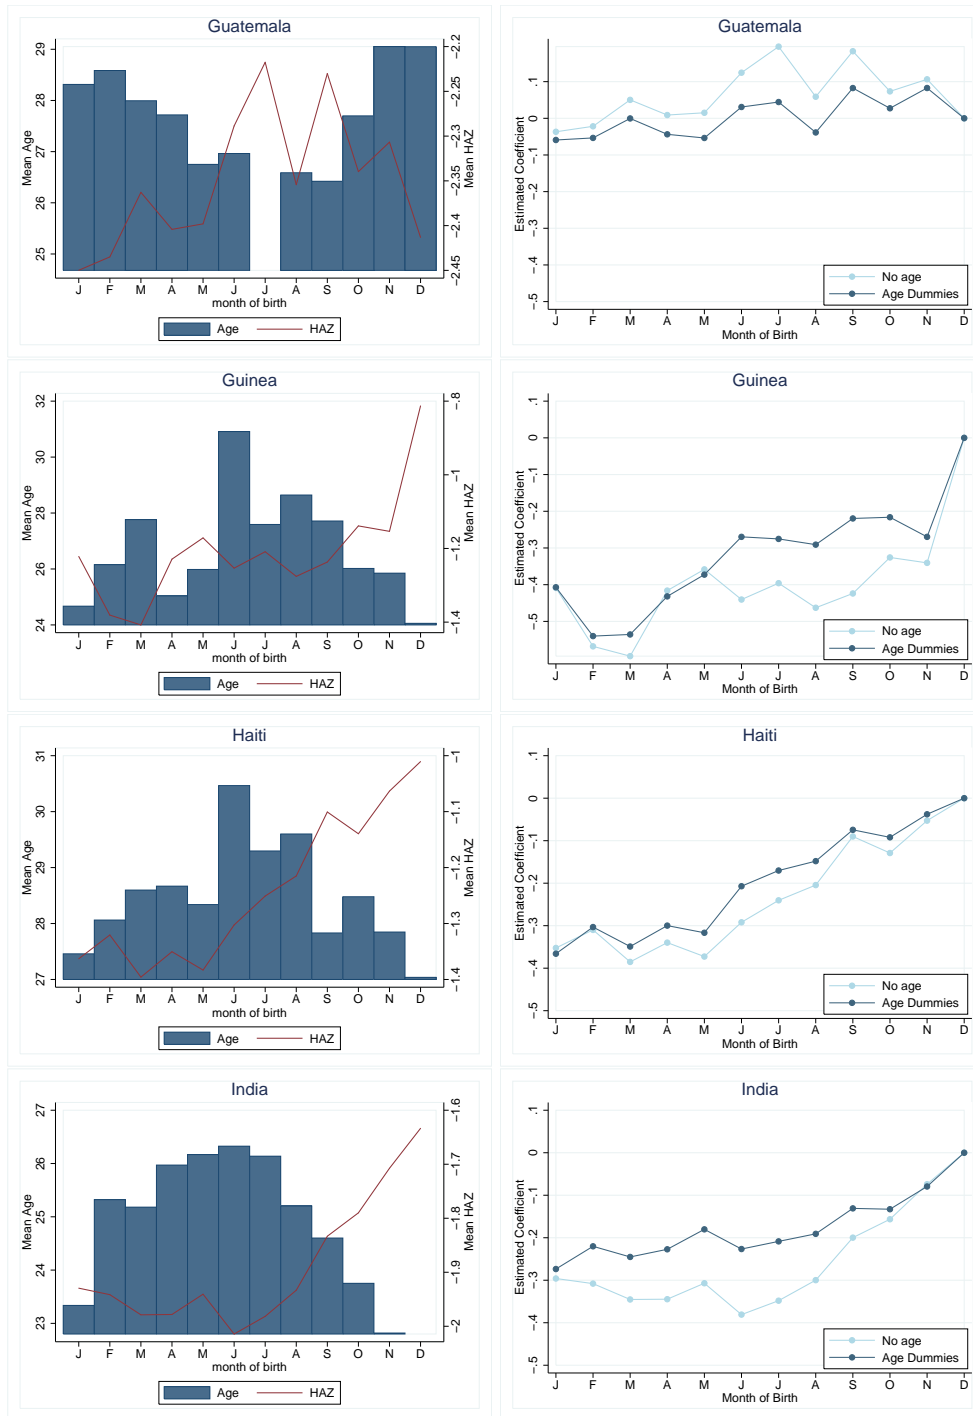 Guatemala
29
28
27
26
25
Mean Age
-2.2
-2.25
-2.3
-2.35
-2.4
-2.45
Mean HAZ
J F M A M J J A S O N D
month of birth
Age HAZ
Guatemala
.1
0
-.1
-.2
-.3
-.4
-.5
Estimated Coefficient
No age
Age Dummies
J F M A M J J A S O N D
Month of Birth
Guinea
32
30
28
26
24
Mean Age
-.8
-1
-1.2
-1.4
Mean HAZ
J F M A M J J A S O N D
month of birth
Age HAZ
Guinea
.1
0
-.1
-.2
-.3
-.4
-.5
Estimated Coefficient
No age
Age Dummies
J F M A M J J A S O N D
Month of Birth
Haiti
31
30
29
28
27
Mean Age
-1
-1.1
-1.2
-1.3
-1.4
Mean HAZ
J F M A M J J A S O N D
month of birth
Age HAZ
Haiti
.1
0
-.1
-.2
-.3
-.4
-.5
Estimated Coefficient
No age
Age Dummies
J F M A M J J A S O N D
Month of Birth
India
27
26
25
24
23
Mean Age
-1.6
-1.7
-1.8
-1.9
-2
Mean HAZ
J F M A M J J A S O N D
month of birth
Age HAZ
India
.1
0
-.1
-.2
-.3
-.4
-.5
Estimated Coefficient
No age
Age Dummies
J F M A M J J A S O N D
Month of Birth